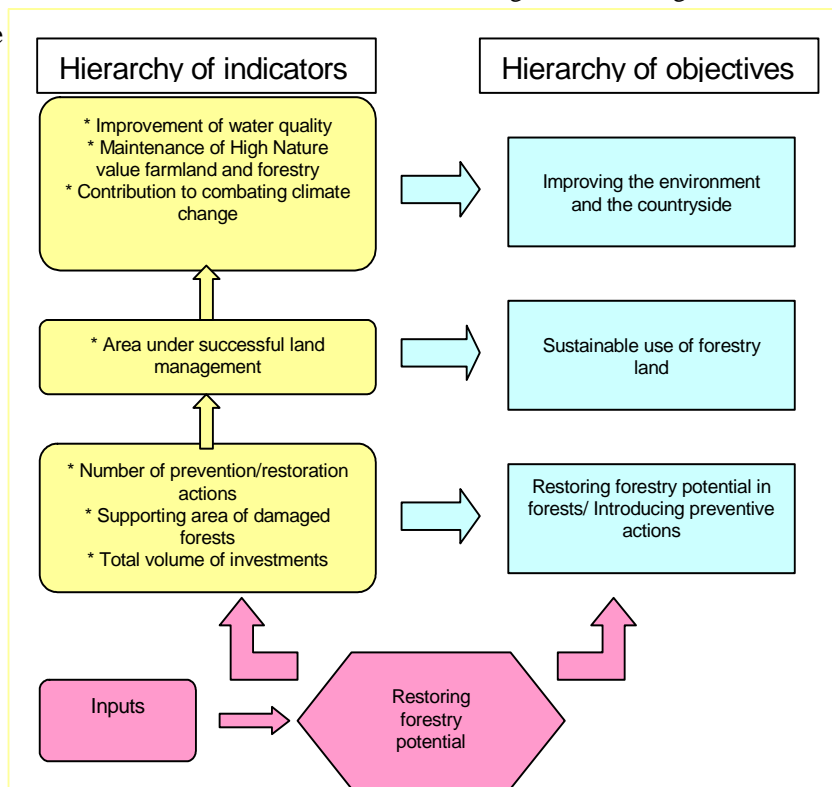 Hierarchy of indicators
Hierarchy of objectives
* Improvement of water quality
* Maintenance of High Nature
value farmland and forestry
* Contribution to combating climate
change
Improving the environment
and the countryside
* Area under successful land
management
Sustainable use of forestry
land
* Number of prevention/restoration
actions
* Supporting area of damaged
forests
* Total volume of investments
Restoring forestry potential in
forests/ Introducing preventive
actions
Inputs
Restoring
forestry
potential